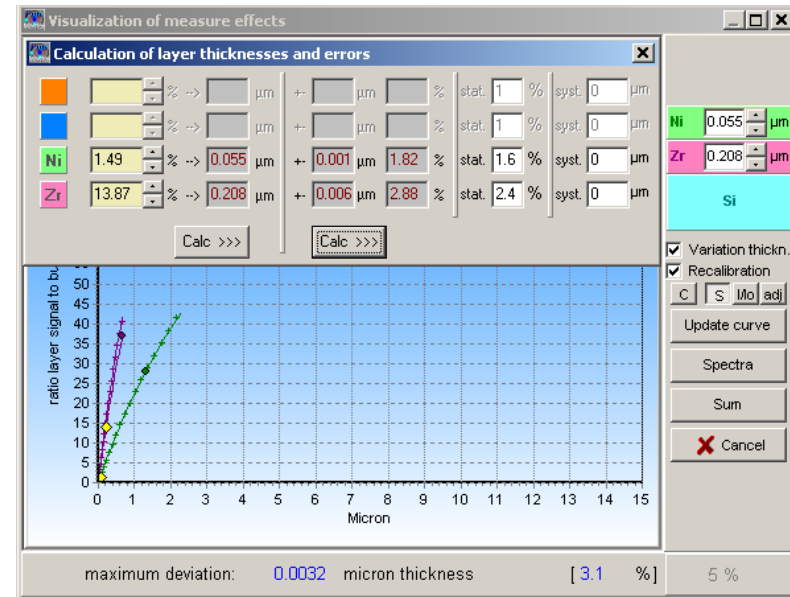 Visualization of measure effects
Calculation of layer thicknesses and errors
% --> µm +- µm % stat. 1 % syst. 0 µm
% --> µm +- µm % stat. 1 % syst. 0 µm
Ni 1.49 % --> 0.055 µm +- 0.001 µm 1.82 % stat. 1.6 % syst. 0 µm
Zr 13.87 % --> 0.208 µm +- 0.006 µm 2.88 % stat. 2.4 % syst. 0 µm
Calc >>> Calc >>>
Ni 0.055 µm
Zr 0.208 µm
Si
Variation thickn.
Recalibration
C S Mo adj
Update curve
Spectra
Sum
Cancel
ratio layer signal to
50
45
40
35
30
25
20
15
10
5
0
0 1 2 3 4 5 6 7 8 9 10 11 12 13 14 15
Micron
maximum deviation: 0.0032 micron thickness [ 3.1 %]
5 %